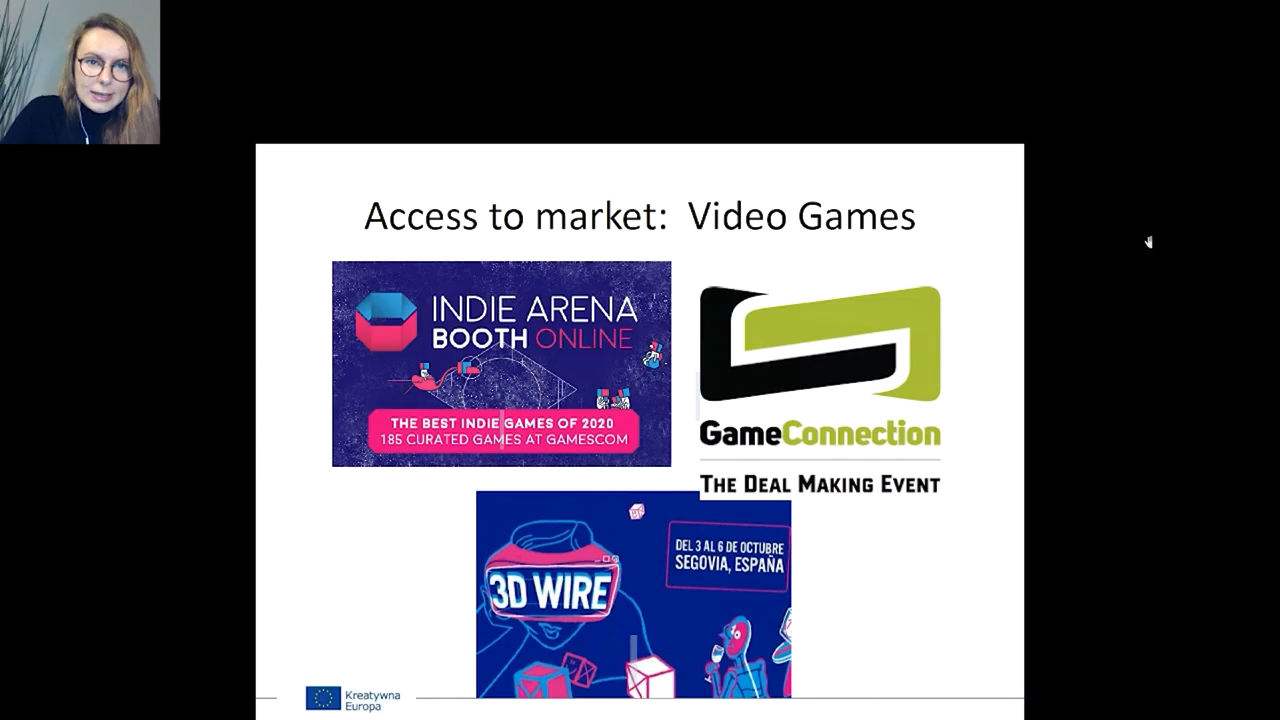 Access to market:  Video Games
INDIE ARENA
BOOTH ONLINE
THE BEST INDIE GAMES OF 2020
185 CURATED GAMES AT GAMESCOM
GameConnection
THE DEAL MAKING EVENT
3D WIRE
DEL 3 AL 6 DE OCTUBRE
SEGOVIA, ESPAÑA
Kreatywna
Europa